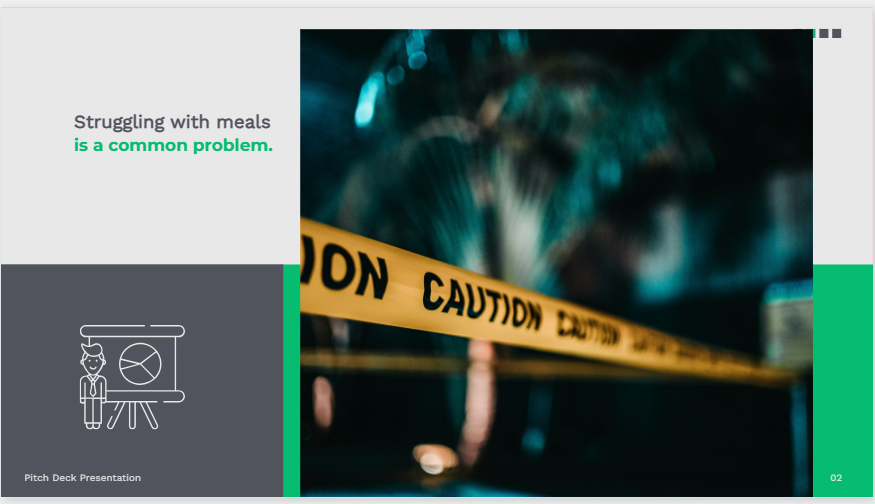 Struggling with meals
is a common problem.
ION CAUTION CAUTION
Pitch Deck Presentation
02